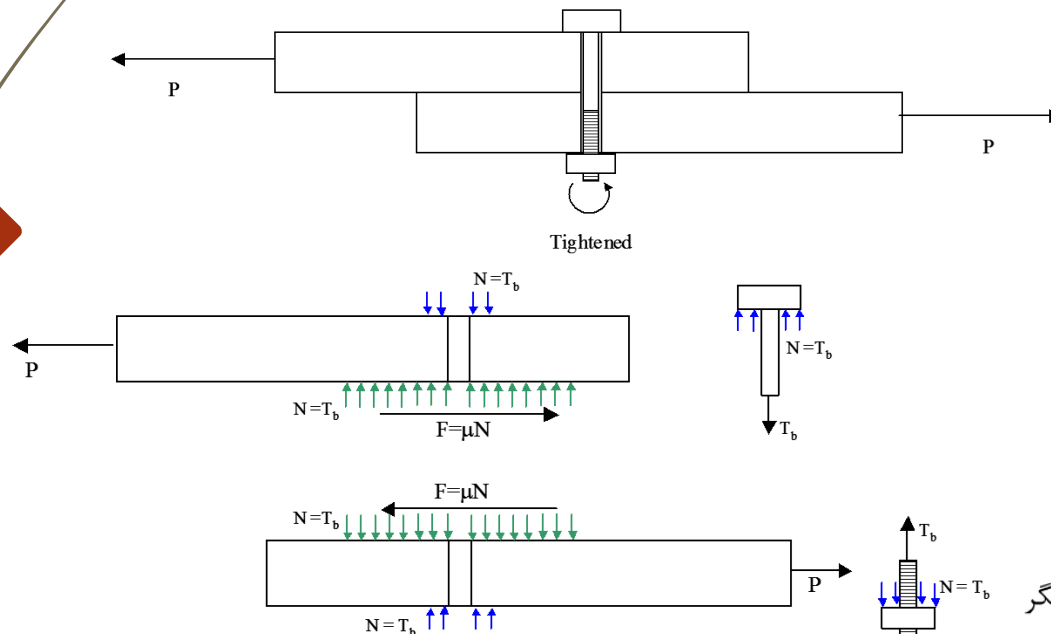 P
P
Tightened
N=T_b
P
N=T_b
F=μN
N=T_b
T_b
F=μN
N=T_b
P
N=T_b
T_b
N= T_b